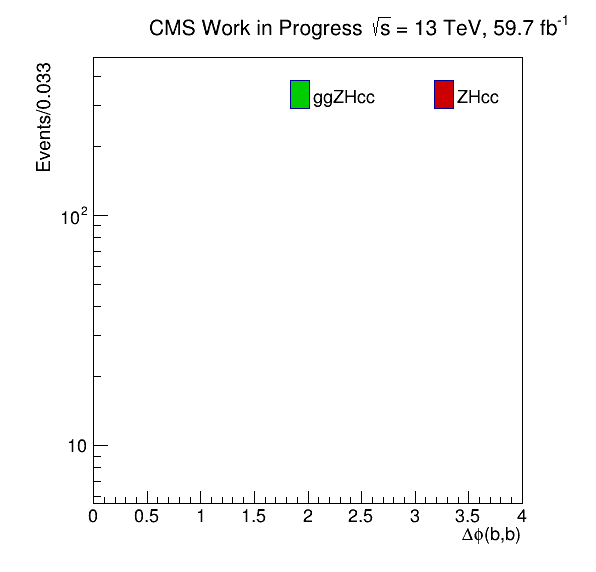 CMS Work in Progress √s = 13 TeV, 59.7 fb⁻¹
Events/0.033
ggZHcc
ZHcc
10²
10
0 0.5 1 1.5 2 2.5 3 3.5 4
Δϕ(b,b)